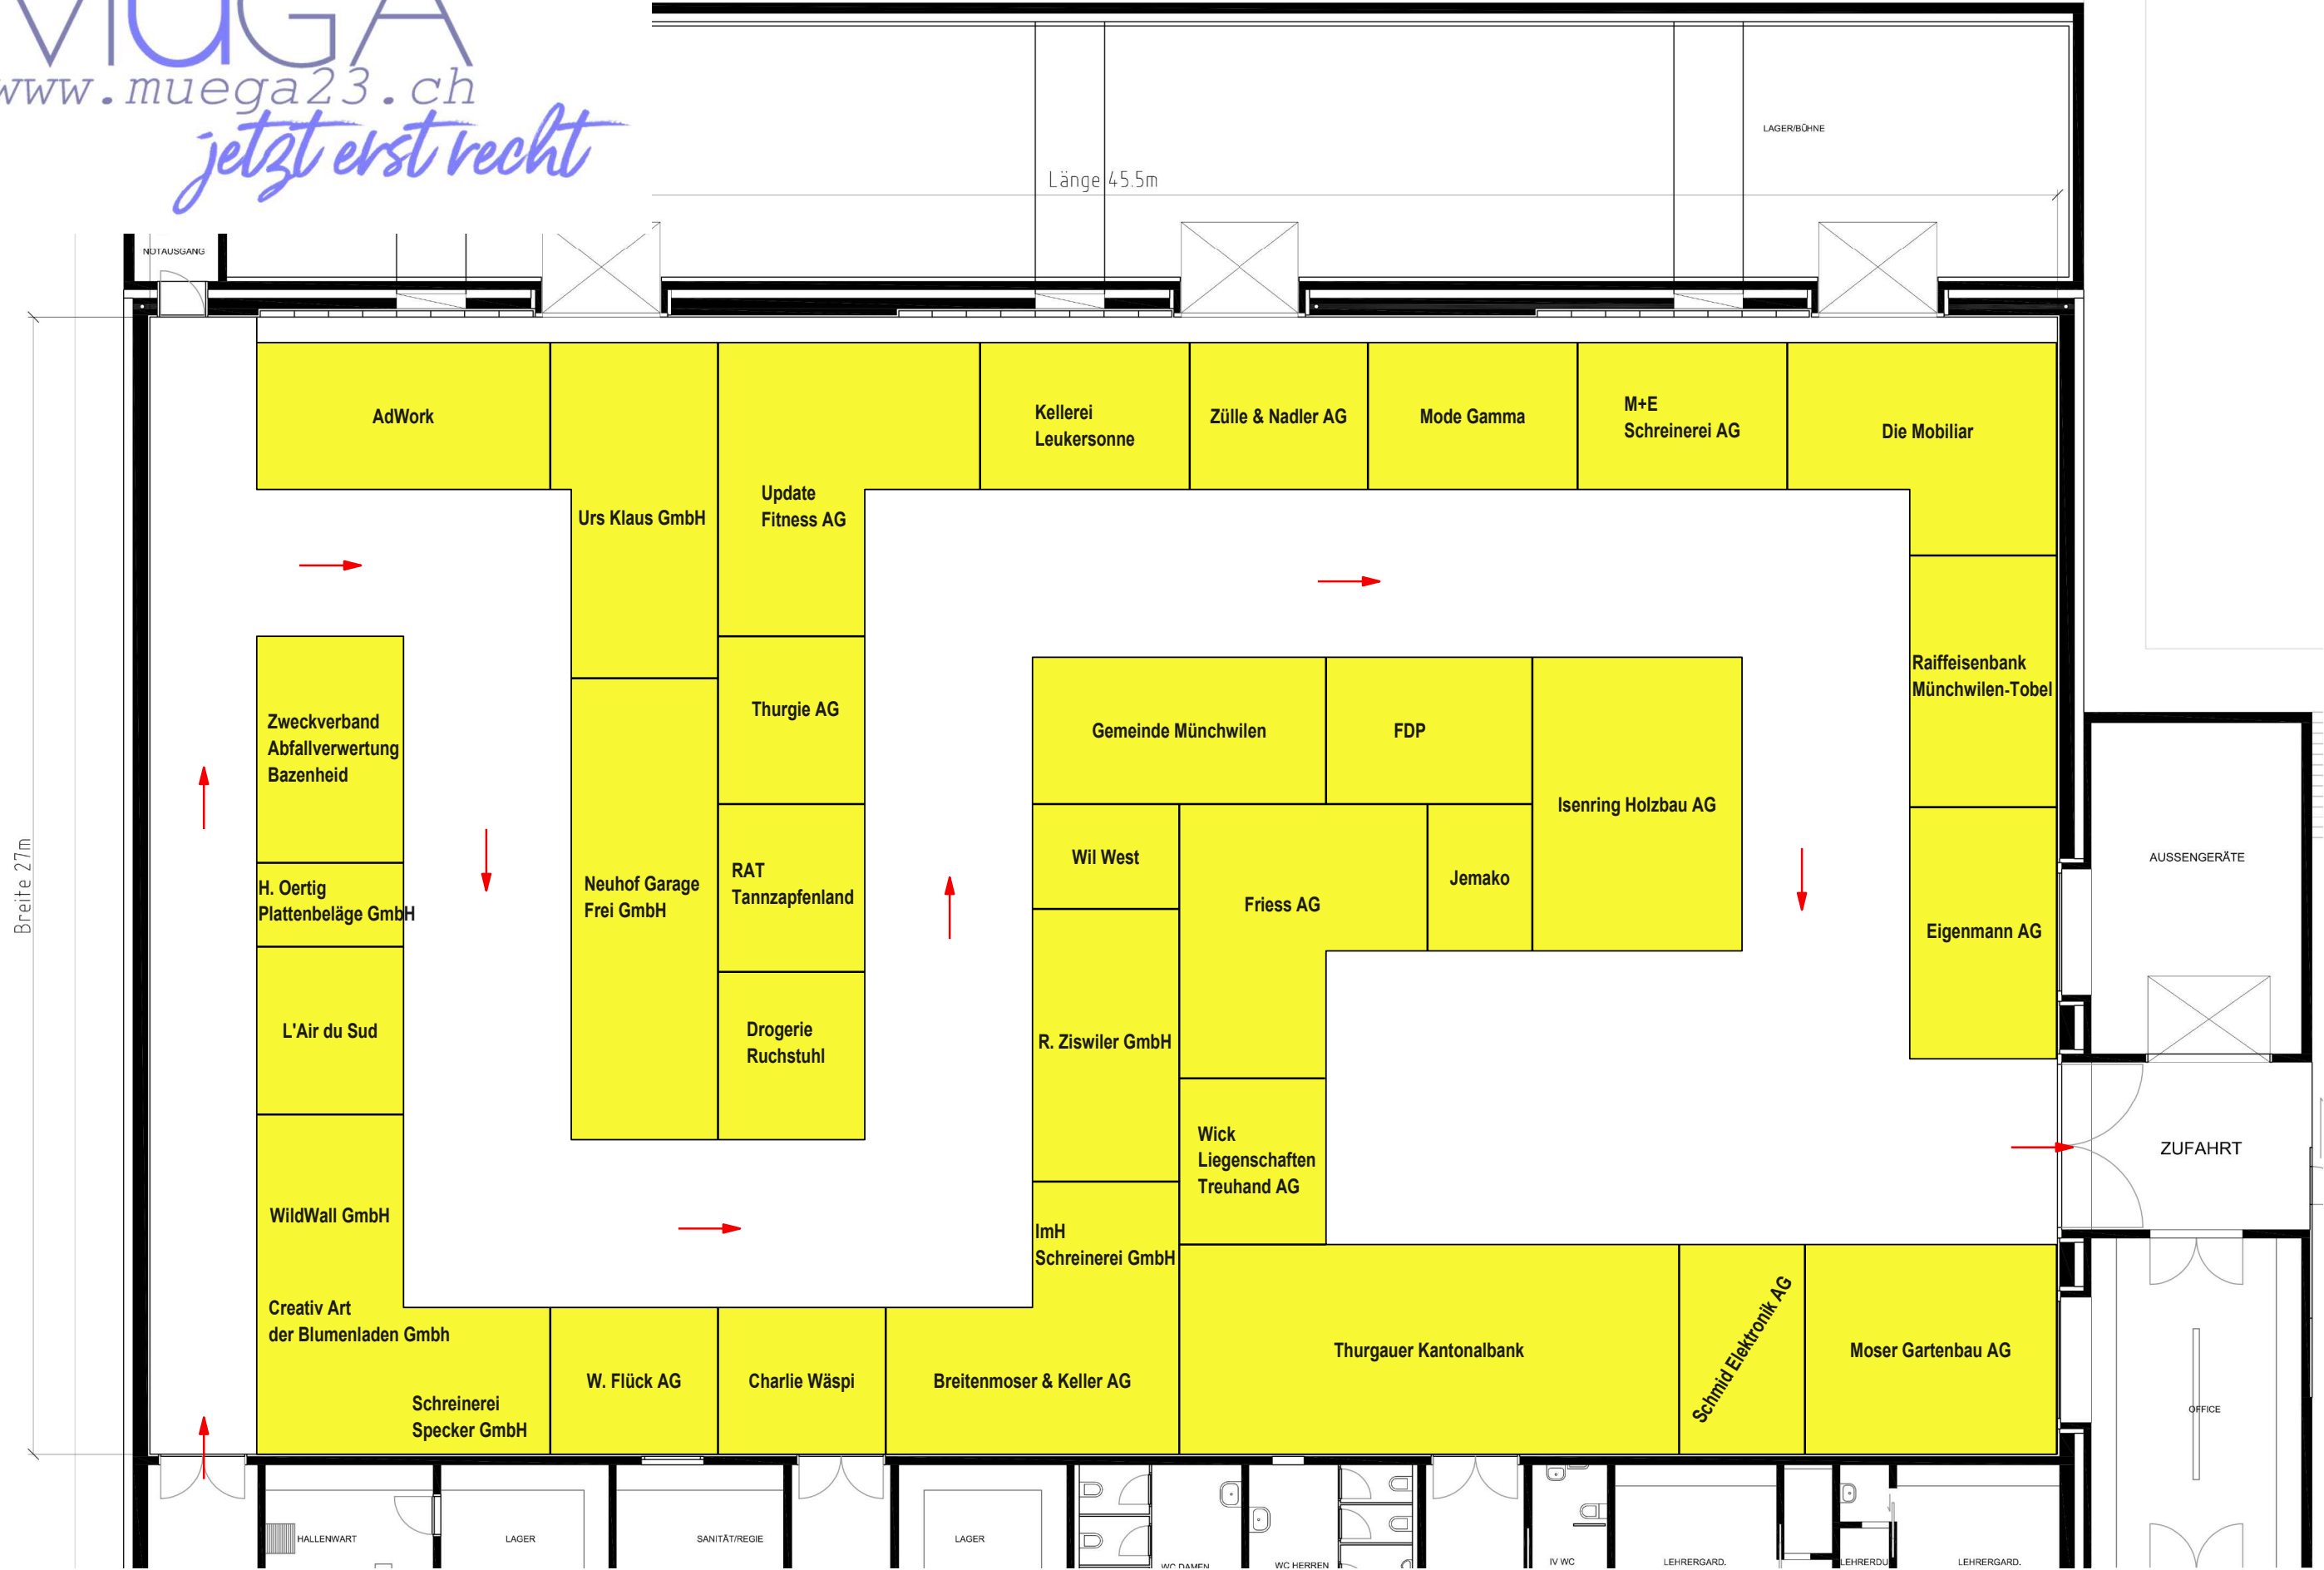 MüGA
www.muega23.ch
jetzt erst recht
LAGER/BÜHNE
Länge 45.5m
NOTAUSGANG
AdWork
Urs Klaus GmbH
Update
Fitness AG
Kellerei
Leukersonne
Zülle & Nadler AG
Mode Gamma
M+E
Schreinerei AG
Die Mobiliar
Raiffeisenbank
Münchwilen-Tobel
Zweckverband
Abfallverwertung
Bazenheid
Thurgie AG
Gemeinde Münchwilen
FDP
Isenring Holzbau AG
Breite 27m
H. Oertig
Plattenbeläge GmbH
Neuhof Garage
Frei GmbH
RAT
Tannzapfenland
Wil West
Friess AG
Jemako
Eigenmann AG
AUSSENGERÄTE
L'Air du Sud
Drogerie
Ruchstuhl
R. Ziswiler GmbH
Wick
Liegenschaften
Treuhand AG
ZUFAHRT
WildWall GmbH
ImH
Schreinerei GmbH
Creativ Art
der Blumenladen Gmbh
Schreinerei
Specker GmbH
W. Flück AG
Charlie Wäspi
Breitenmoser & Keller AG
Thurgauer Kantonalbank
Schmid Elektronik AG
Moser Gartenbau AG
OFFICE
HALLENWART
LAGER
SANITÄT/REGIE
LAGER
WC DAMEN
WC HERREN
IV WC
LEHRERGARD.
LEHRERDU
LEHRERGARD.